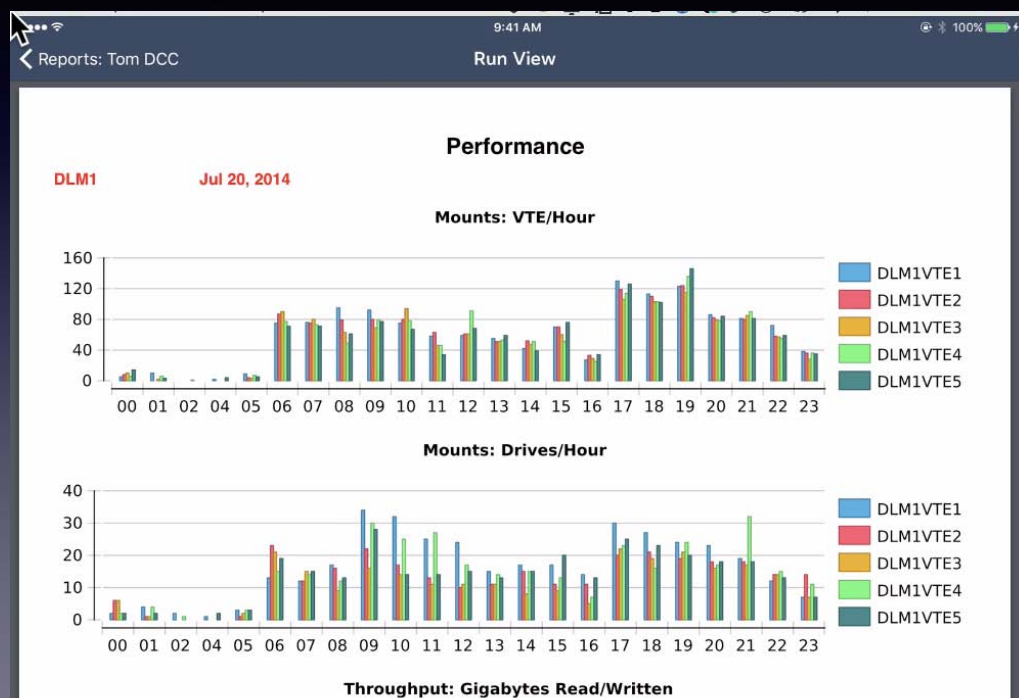 9:41 AM
100%
Reports: Tom DCC
Run View
Performance
DLM1 Jul 20, 2014
Mounts: VTE/Hour
160
120
80
40
0
00 01 02 04 05 06 07 08 09 10 11 12 13 14 15 16 17 18 19 20 21 22 23
DLM1VTE1
DLM1VTE2
DLM1VTE3
DLM1VTE4
DLM1VTE5
Mounts: Drives/Hour
40
30
20
10
0
00 01 02 04 05 06 07 08 09 10 11 12 13 14 15 16 17 18 19 20 21 22 23
DLM1VTE1
DLM1VTE2
DLM1VTE3
DLM1VTE4
DLM1VTE5
Throughput: Gigabytes Read/Written